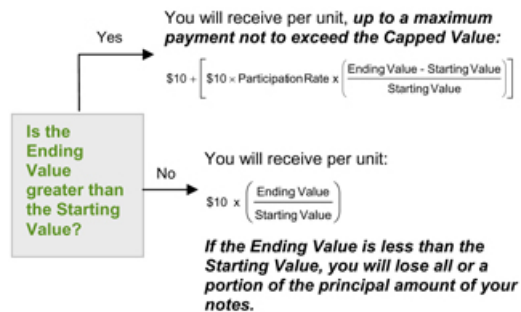 You will receive per unit, up to a maximum
payment not to exceed the Capped Value:
Yes
$10 + [$10 × Participation Rate x (Ending Value - Starting Value
Starting Value)]
Is the
Ending
Value
greater than
the Starting
Value?
No
You will receive per unit:
$10 x (Ending Value
Starting Value)
If the Ending Value is less than the
Starting Value, you will lose all or a
portion of the principal amount of your
notes.